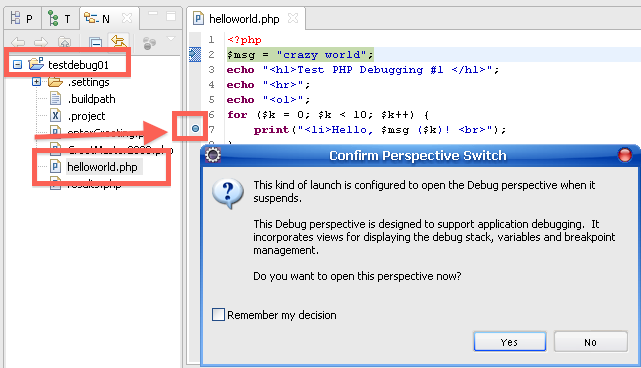 P T N
helloworld.php
testdebug01
.settings
.buildpath
.project
helloworld.php
results.php
1 <?php
2 $msg = "crazy world";
3 echo "<h1>Test PHP Debugging #1 </h1>";
4 echo "<hr>";
5 echo "<ol>";
6 for ($k = 0; $k < 10; $k++) {
7 print("<li>Hello, $msg ($k)! <br>");
Confirm Perspective Switch
This kind of launch is configured to open the Debug perspective when it
suspends.
This Debug perspective is designed to support application debugging. It
incorporates views for displaying the debug stack, variables and breakpoint
management.
Do you want to open this perspective now?
Remember my decision
Yes No